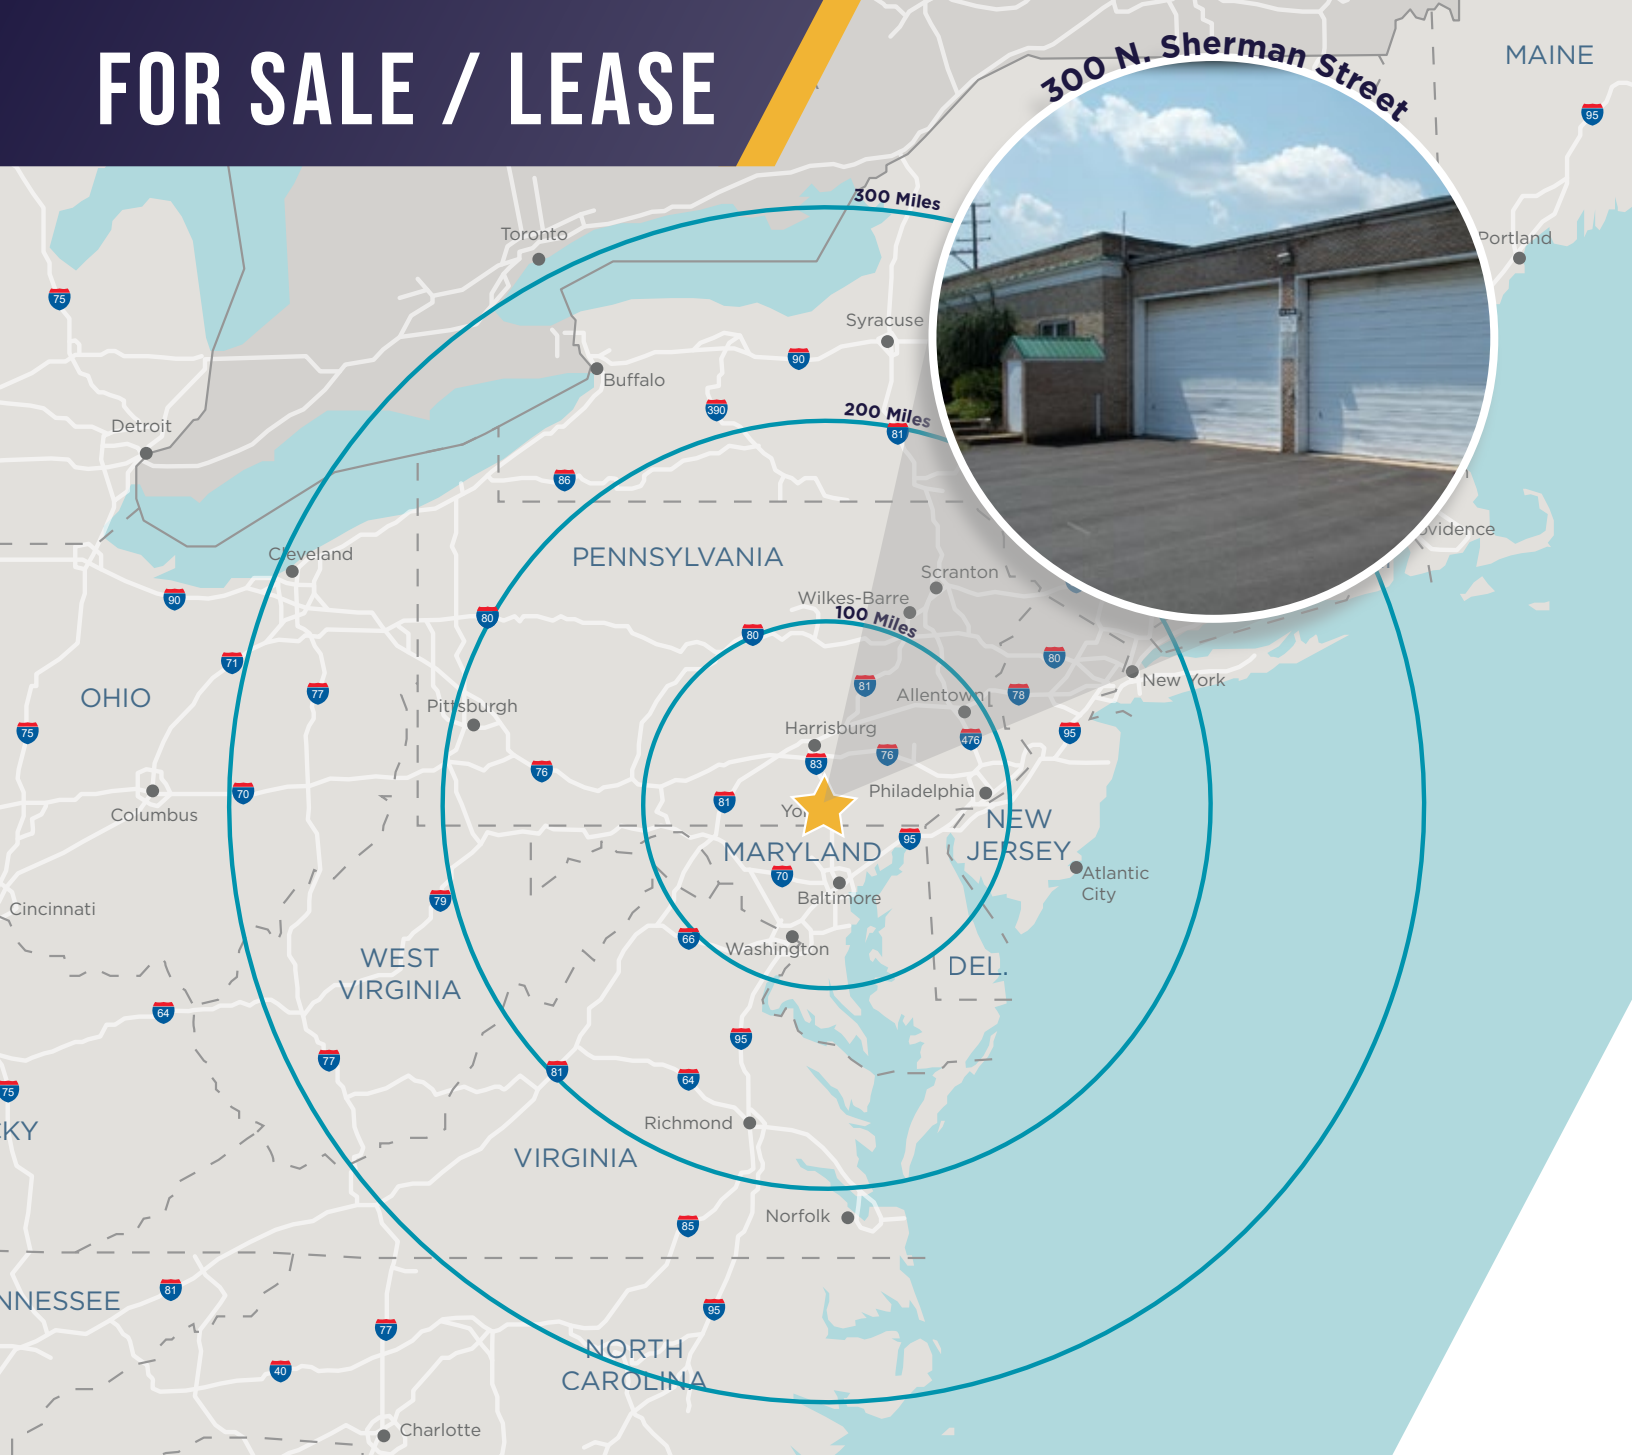 FOR SALE / LEASE
300 N. Sherman Street
MAINE
95
300 Miles
Toronto
Portland
75
Syracuse
90
Buffalo
390
200 Miles
81
Detroit
86
Providence
Cleveland
PENNSYLVANIA
Scranton
90
Wilkes-Barre
80
100 Miles
80
71
80
New York
77
81
Allentown
78
OHIO
Pittsburgh
75
Harrisburg
476
95
76
83
76
70
81
Philadelphia
Columbus
Yo
NEW
JERSEY
95
MARYLAND
70
Atlantic
City
79
Baltimore
Cincinnati
66
Washington
WEST
VIRGINIA
DEL.
64
95
77
81
64
75
Richmond
CKY
VIRGINIA
Norfolk
85
81
NNESSEE
95
77
NORTH
CAROLINA
40
Charlotte